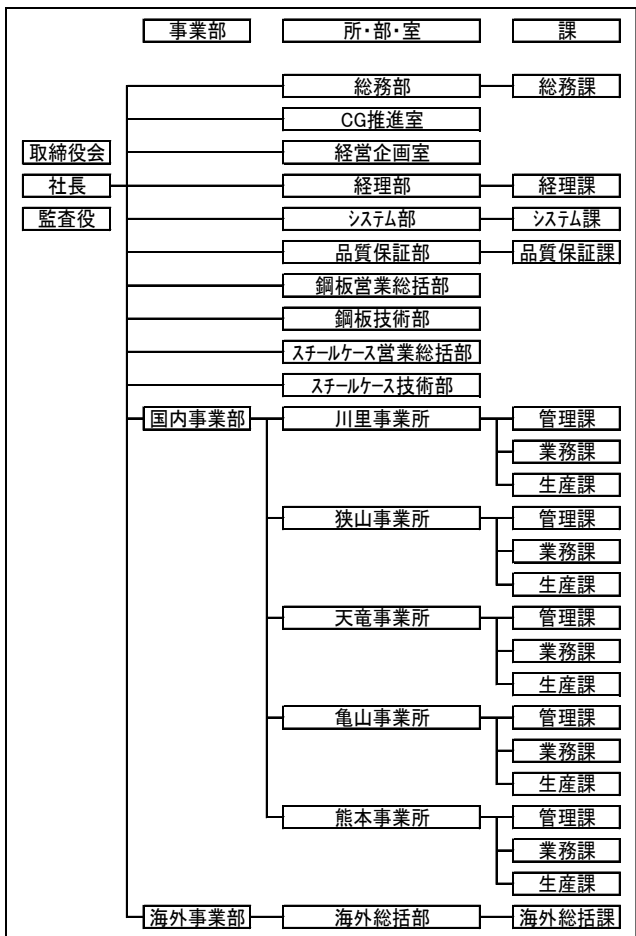 事業部 所・部・室 課
総務部 総務課
CG推進室
取締役会 経営企画室
社長 経理部 経理課
監査役 ｼｽﾃﾑ部 ｼｽﾃﾑ課
品質保証部 品質保証課
鋼板営業総括部
鋼板技術部
ｽﾁｰﾙｹｰｽ営業総括部
ｽﾁｰﾙｹｰｽ技術部
国内事業部 川里事業所 管理課
業務課
生産課
狭山事業所 管理課
業務課
生産課
天竜事業所 管理課
業務課
生産課
亀山事業所 管理課
業務課
生産課
熊本事業所 管理課
業務課
生産課
海外事業部 海外総括部 海外総括課